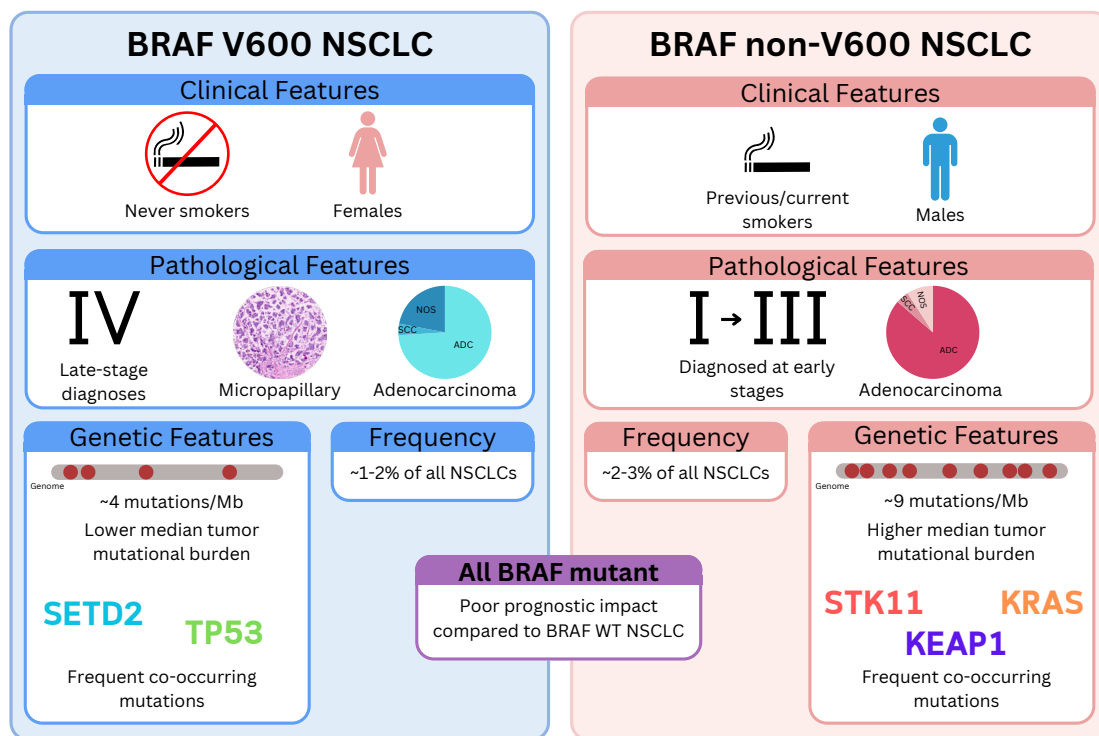 BRAF V600 NSCLC
Clinical Features
Never smokers
Females
Pathological Features
IV
Late-stage
diagnoses
Micropapillary
NOS
SCC
ADC
Adenocarcinoma
Genetic Features
Genome
~4 mutations/Mb
Lower median tumor
mutational burden
SETD2
TP53
Frequent co-occurring
mutations
Frequency
~1-2% of all NSCLCs
All BRAF mutant
Poor prognostic impact
compared to BRAF WT NSCLC
BRAF non-V600 NSCLC
Clinical Features
Previous/current
smokers
Males
Pathological Features
I → III
Diagnosed at early
stages
SCC
NOS
ADC
Adenocarcinoma
Frequency
~2-3% of all NSCLCs
Genetic Features
Genome
~9 mutations/Mb
Higher median tumor
mutational burden
STK11
KRAS
KEAP1
Frequent co-occurring
mutations